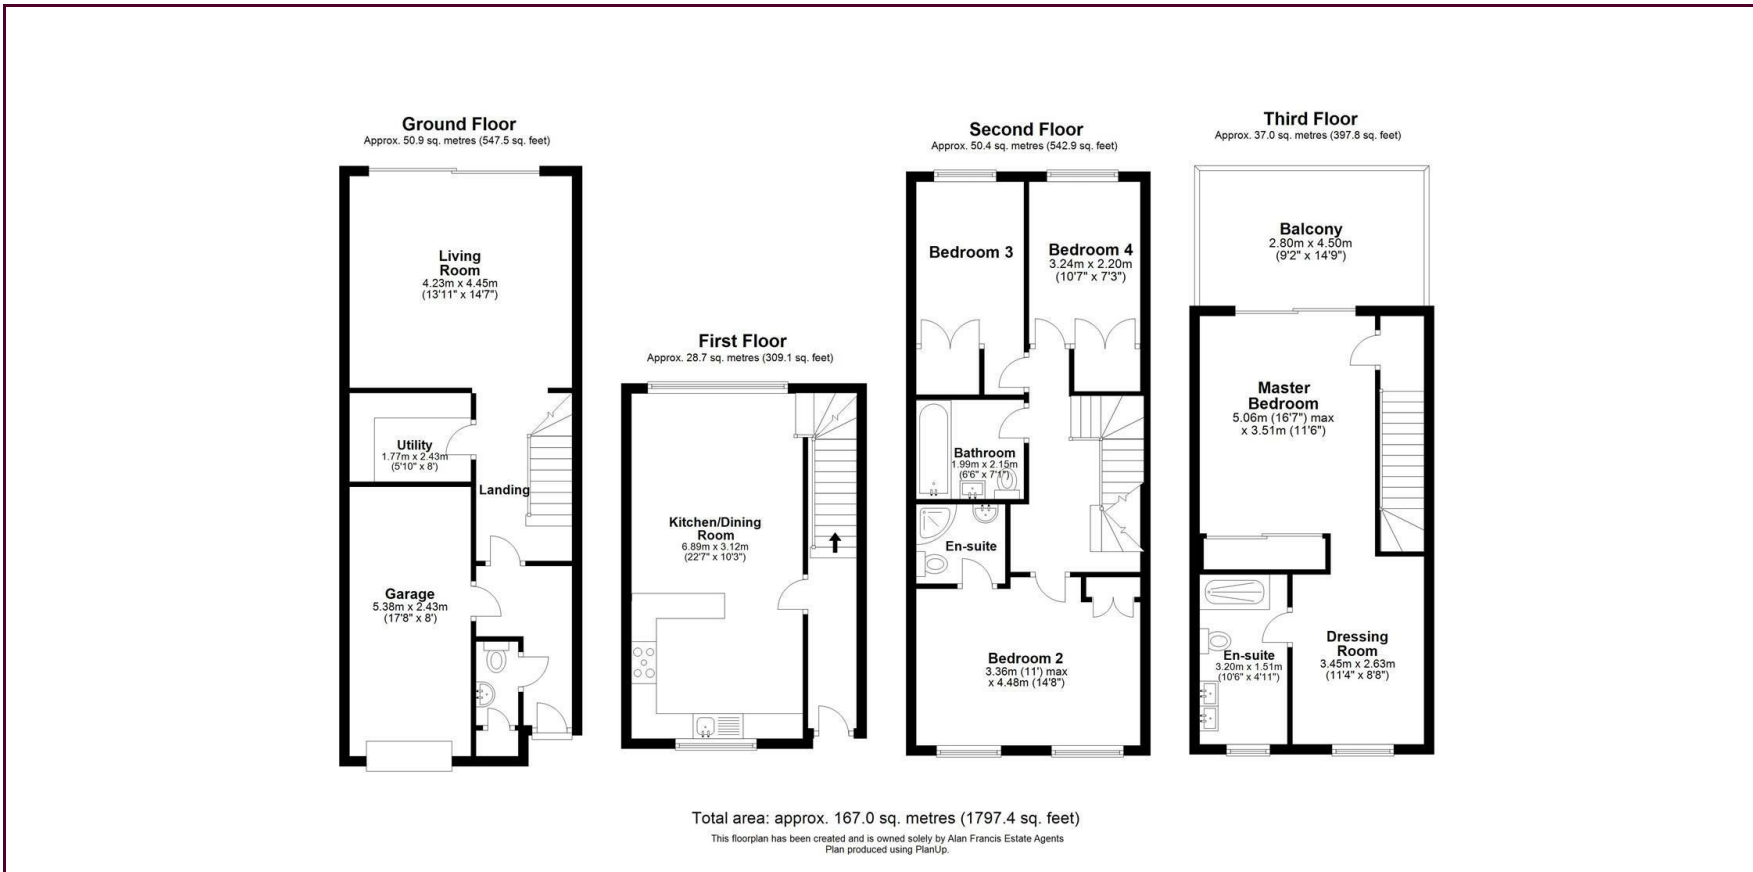 Ground Floor
Approx. 50.9 sq. metres (547.5 sq. feet)
Living
Room
4.23m x 4.45m
(13'11" x 14'7")
Utility
1.77m x 2.43m
(5'10" x 8')
Landing
Garage
5.38m x 2.43m
(17'8" x 8')
First Floor
Approx. 28.7 sq. metres (309.1 sq. feet)
Kitchen/Dining
Room
6.89m x 3.12m
(22'7" x 10'3")
Second Floor
Approx. 50.4 sq. metres (542.9 sq. feet)
Bedroom 3
Bedroom 4
3.24m x 2.20m
(10'7" x 7'3")
Bathroom
1.99m x 2.15m
(6'6" x 7'1")
En-suite
Bedroom 2
3.36m (11') max
x 4.48m (14'8")
Third Floor
Approx. 37.0 sq. metres (397.8 sq. feet)
Balcony
2.80m x 4.50m
(9'2" x 14'9")
Master
Bedroom
5.06m (16'7") max
x 3.51m (11'6")
En-suite
3.20m x 1.51m
(10'6" x 4'11")
Dressing
Room
3.45m x 2.63m
(11'4" x 8'8")
Total area: approx. 167.0 sq. metres (1797.4 sq. feet)
This floorplan has been created and is owned solely by Alan Francis Estate Agents
Plan produced using PlanUp.